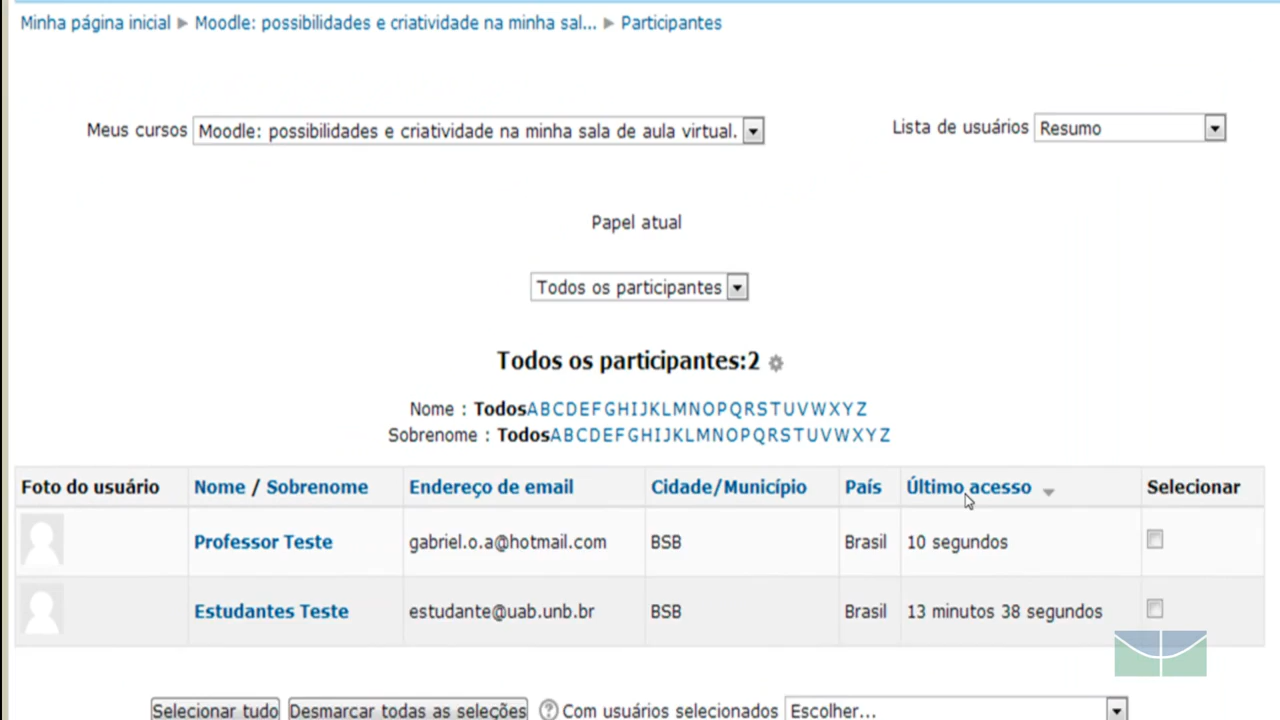 Minha página inicial ▶ Moodle: possibilidades e criatividade na minha sal... ▶ Participantes
Meus cursos Moodle: possibilidades e criatividade na minha sala de aula virtual. Lista de usuários Resumo
Papel atual
Todos os participantes
Todos os participantes:2
Nome : Todos A B C D E F G H I J K L M N O P Q R S T U V W X Y Z
Sobrenome : Todos A B C D E F G H I J K L M N O P Q R S T U V W X Y Z
Foto do usuário Nome / Sobrenome Endereço de email Cidade/Município País Último acesso Selecionar
Professor Teste gabriel.o.a@hotmail.com BSB Brasil 10 segundos
Estudantes Teste estudante@uab.unb.br BSB Brasil 13 minutos 38 segundos
Selecionar tudo Desmarcar todas as seleções ? Com usuários selecionados Escolher...